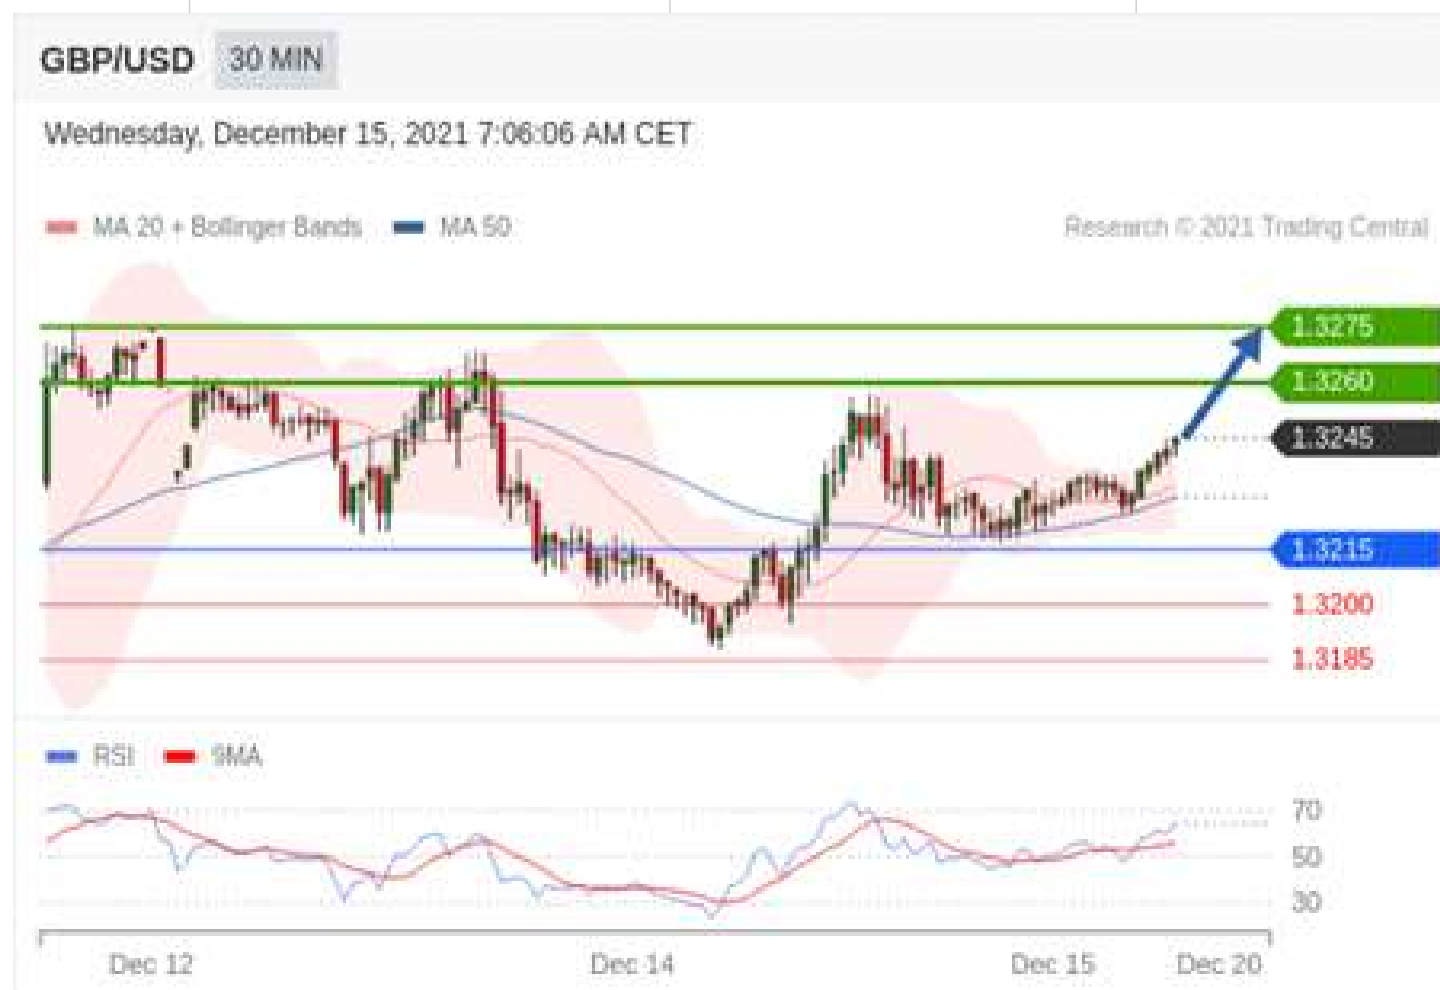 GBP/USD 30 MIN
Wednesday, December 15, 2021 7:06:06 AM CET
MA 20 + Bollinger Bands MA 50 Research © 2021 Trading Central
1.3275
1.3260
1.3245
1.3215
1.3200
1.3185
RSI 9MA
70
50
30
Dec 12 Dec 14 Dec 15 Dec 20